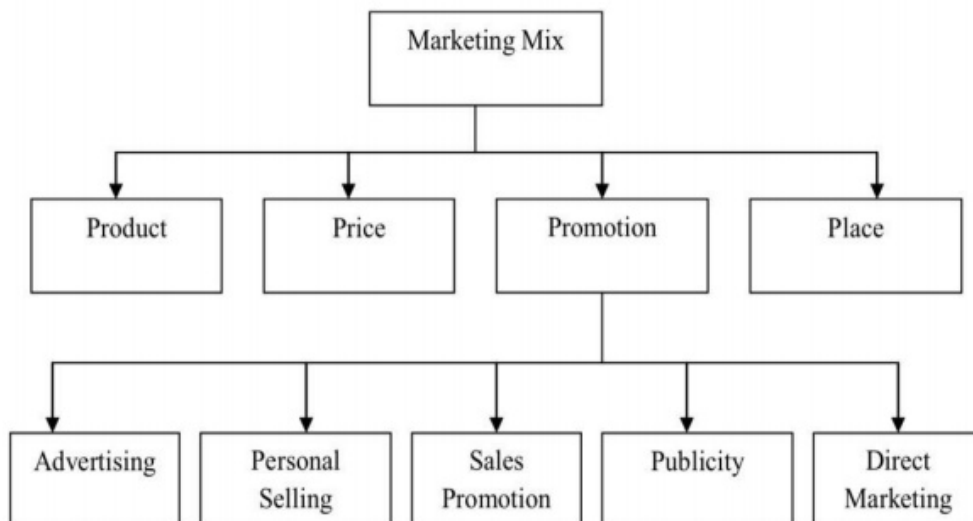 Marketing Mix
Product
Price
Promotion
Place
Advertising
Personal
Selling
Sales
Promotion
Publicity
Direct
Marketing